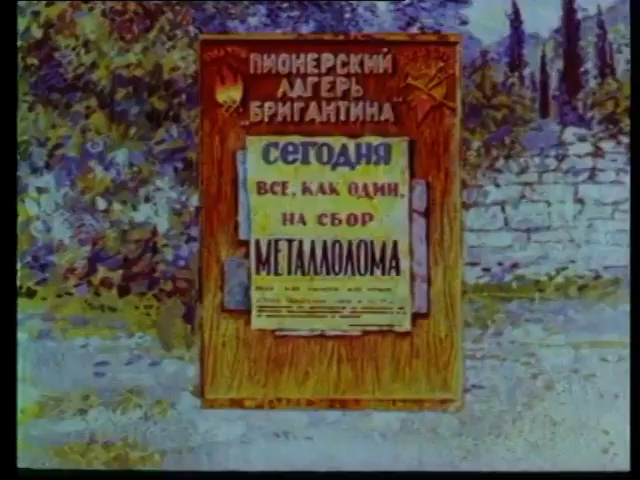 ПИОНЕРСКИЙ
ЛАГЕРЬ
"БРИГАНТИНА"
СЕГОДНЯ
ВСЕ, КАК ОДИН,
НА СБОР
МЕТАЛЛОЛОМА